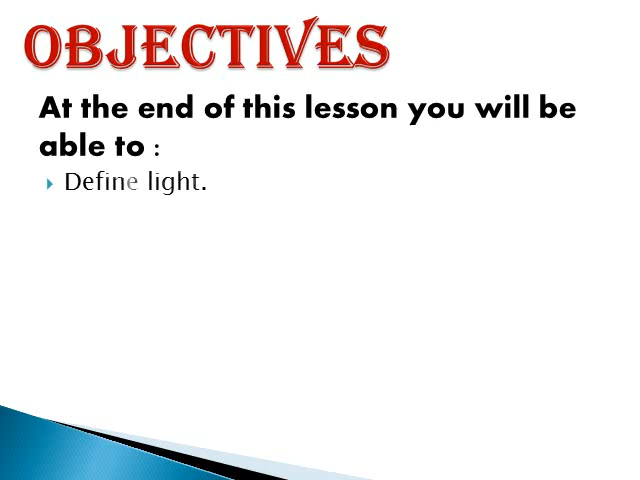 OBJECTIVES
At the end of this lesson you will be
able to :
Define light.